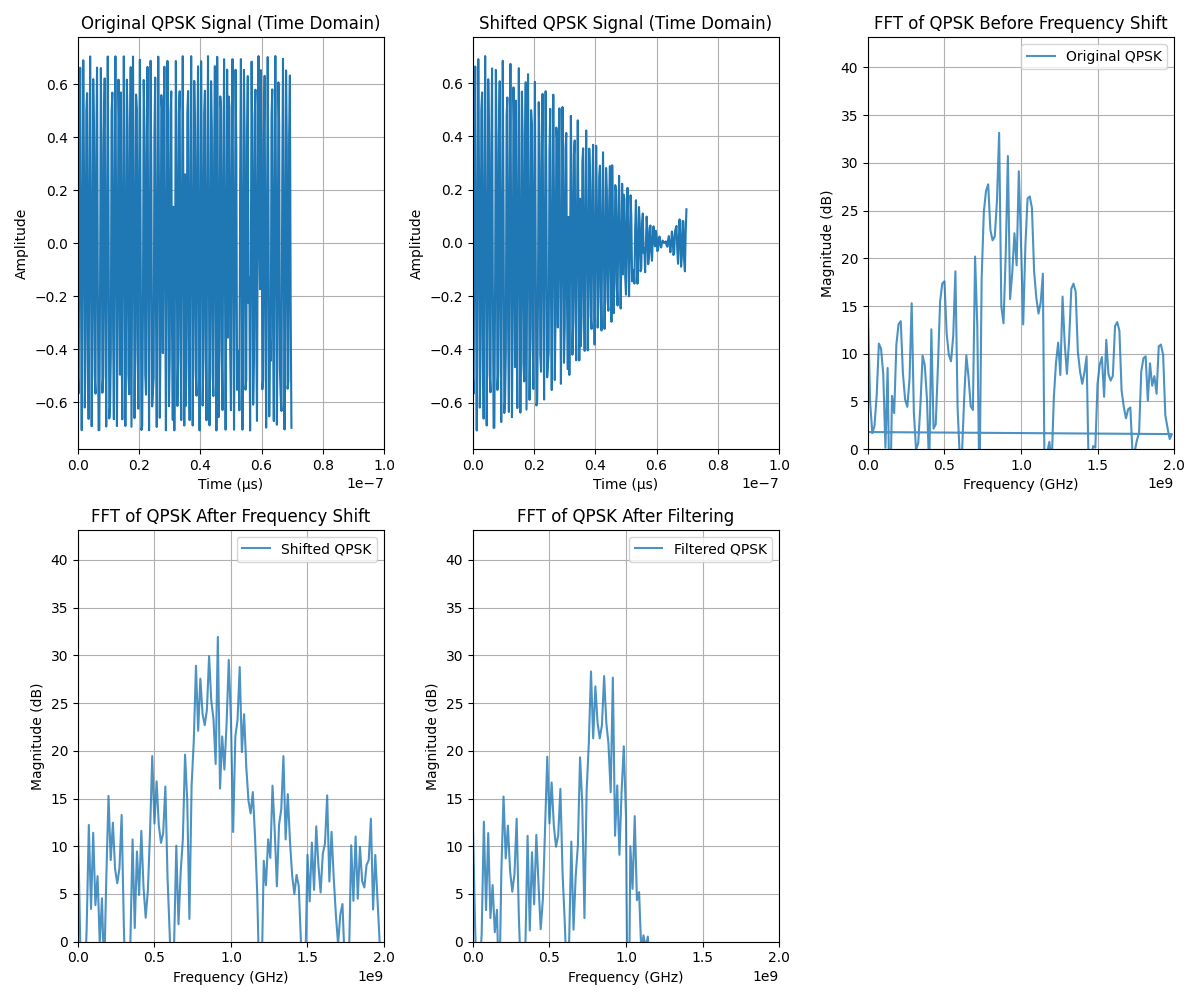 Original QPSK Signal (Time Domain)
Amplitude
0.6
0.4
0.2
0.0
−0.2
−0.4
−0.6
0.0 0.2 0.4 0.6 0.8 1.0
Time (μs) 1e−7
Shifted QPSK Signal (Time Domain)
Amplitude
0.6
0.4
0.2
0.0
−0.2
−0.4
−0.6
0.0 0.2 0.4 0.6 0.8 1.0
Time (μs) 1e−7
FFT of QPSK Before Frequency Shift
Original QPSK
Magnitude (dB)
40
35
30
25
20
15
10
5
0
0.0 0.5 1.0 1.5 2.0
Frequency (GHz) 1e9
FFT of QPSK After Frequency Shift
Shifted QPSK
Magnitude (dB)
40
35
30
25
20
15
10
5
0
0.0 0.5 1.0 1.5 2.0
Frequency (GHz) 1e9
FFT of QPSK After Filtering
Filtered QPSK
Magnitude (dB)
40
35
30
25
20
15
10
5
0
0.0 0.5 1.0 1.5 2.0
Frequency (GHz) 1e9